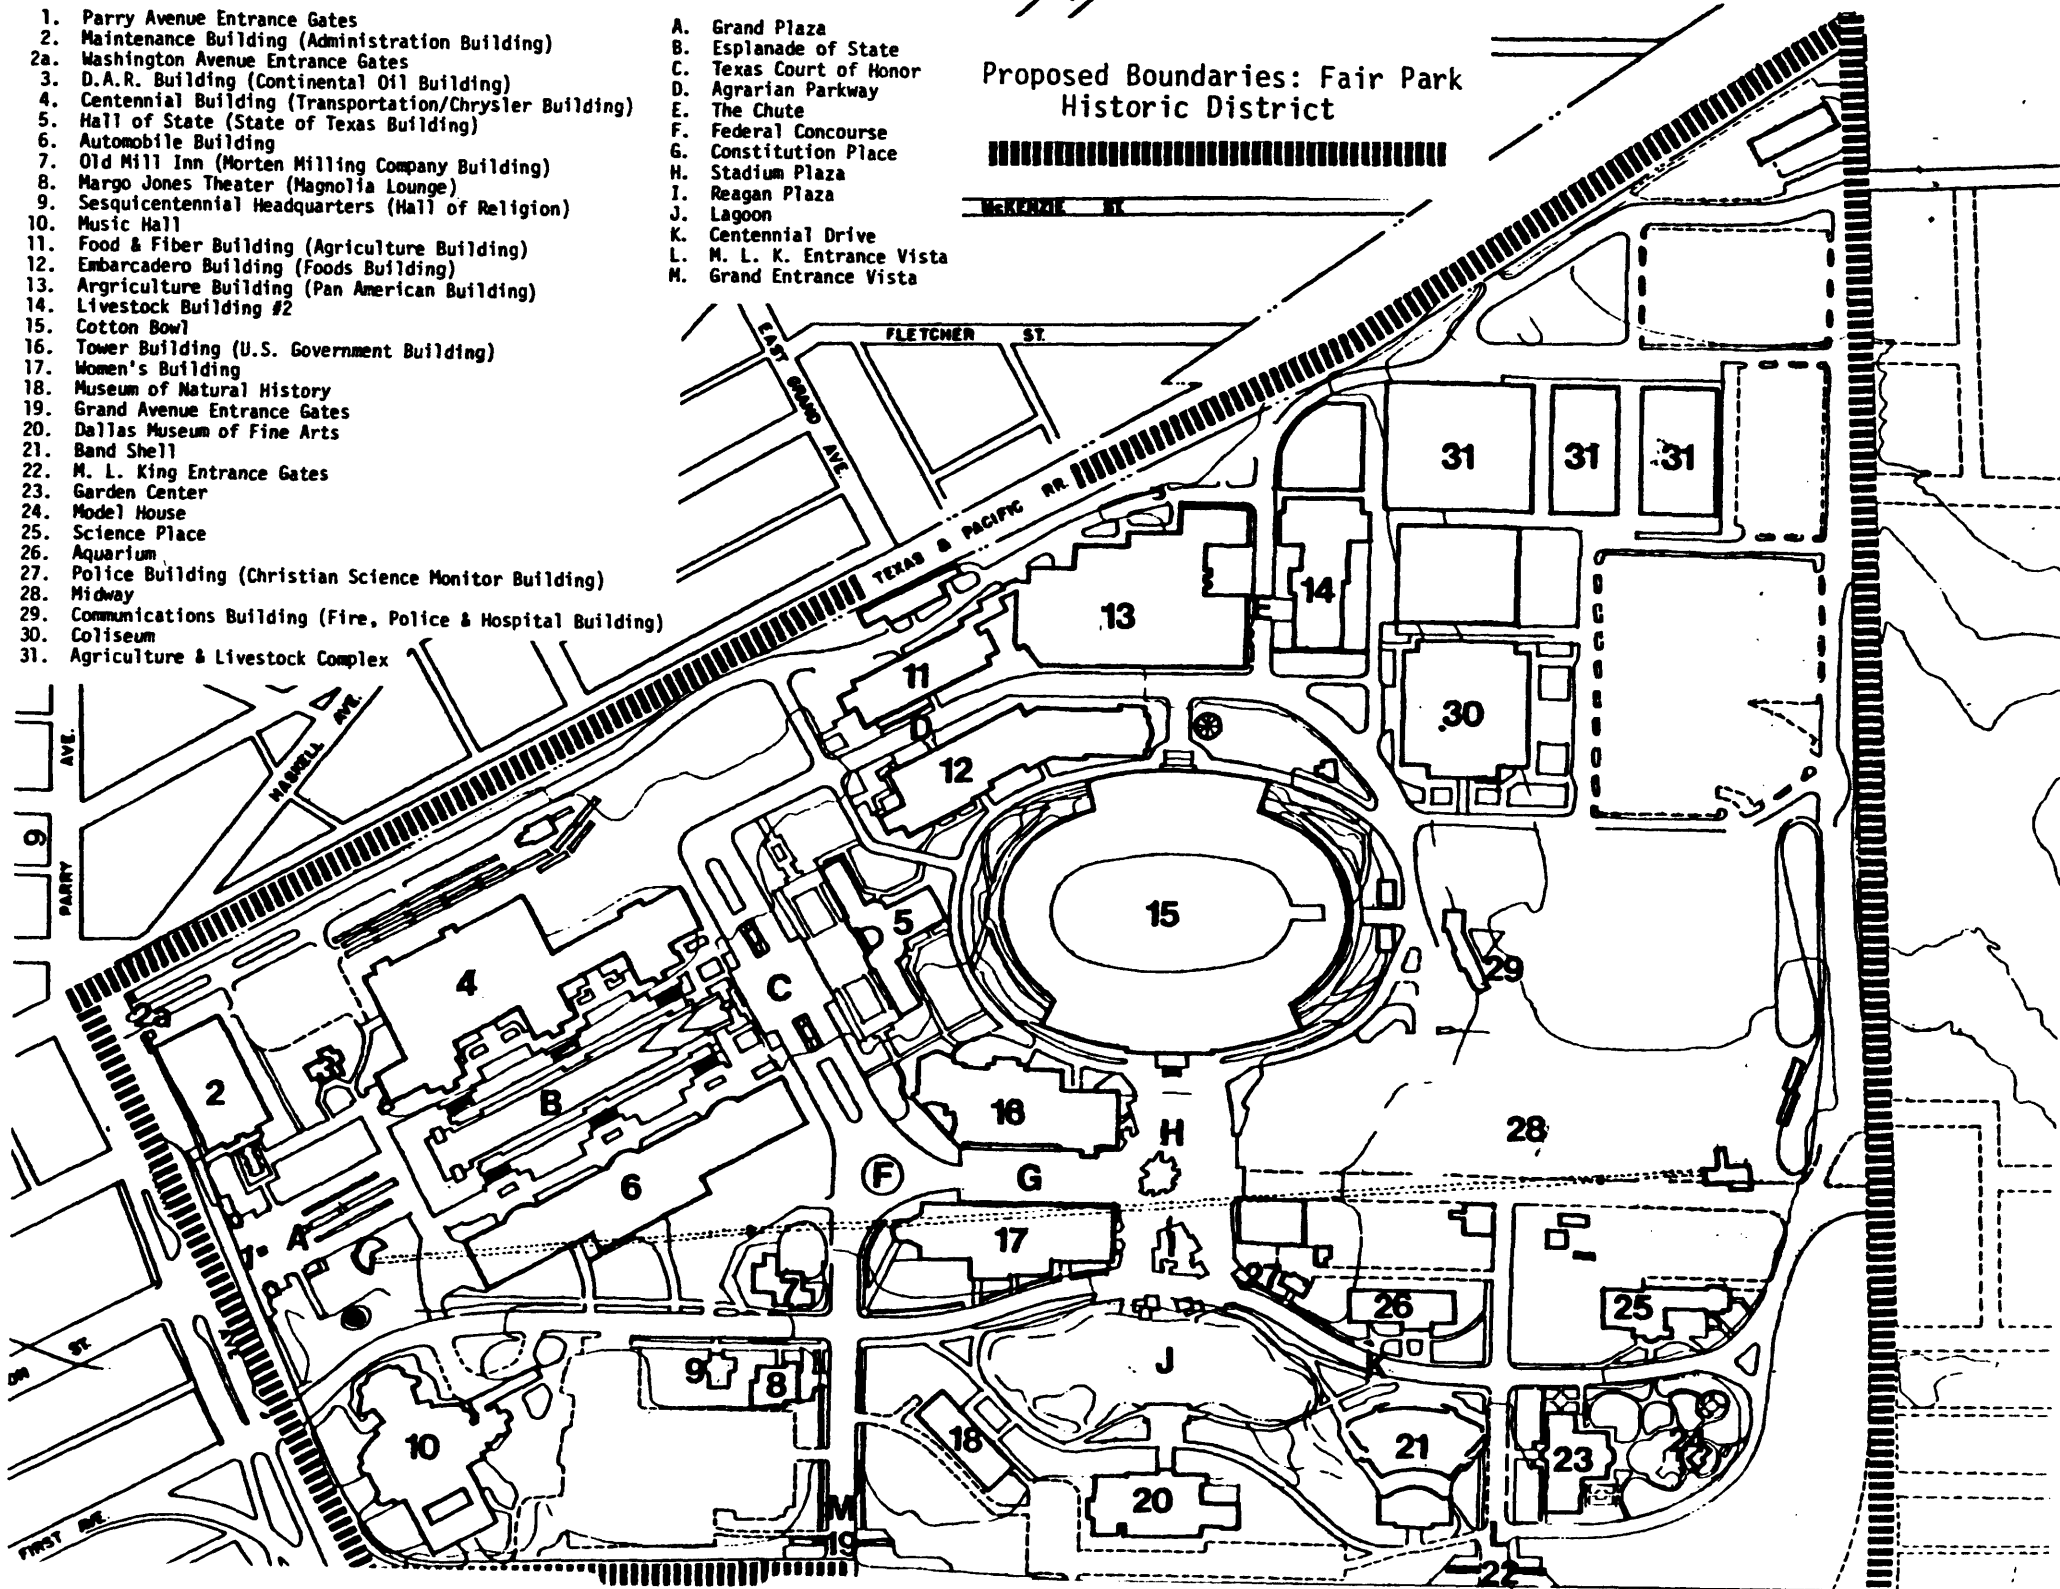 1. Parry Avenue Entrance Gates
2. Maintenance Building (Administration Building)
2a. Washington Avenue Entrance Gates
3. D.A.R. Building (Continental Oil Building)
4. Centennial Building (Transportation/Chrysler Building)
5. Hall of State (State of Texas Building)
6. Automobile Building
7. Old Mill Inn (Morten Milling Company Building)
8. Margo Jones Theater (Magnolia Lounge)
9. Sesquicentennial Headquarters (Hall of Religion)
10. Music Hall
11. Food & Fiber Building (Agriculture Building)
12. Embarcadero Building (Foods Building)
13. Argriculture Building (Pan American Building)
14. Livestock Building #2
15. Cotton Bowl
16. Tower Building (U.S. Government Building)
17. Women's Building
18. Museum of Natural History
19. Grand Avenue Entrance Gates
20. Dallas Museum of Fine Arts
21. Band Shell
22. M. L. King Entrance Gates
23. Garden Center
24. Model House
25. Science Place
26. Aquarium
27. Police Building (Christian Science Monitor Building)
28. Midway
29. Communications Building (Fire, Police & Hospital Building)
30. Coliseum
31. Agriculture & Livestock Complex
A. Grand Plaza
B. Esplanade of State
C. Texas Court of Honor
D. Agrarian Parkway
E. The Chute
F. Federal Concourse
G. Constitution Place
H. Stadium Plaza
I. Reagan Plaza
J. Lagoon
K. Centennial Drive
L. M. L. K. Entrance Vista
M. Grand Entrance Vista
Proposed Boundaries: Fair Park
Historic District
McKENZIE ST.
FLETCHER ST.
EAST GRAND AVE.
TEXAS & PACIFIC RR.
HASKELL AVE.
PARRY AVE.
9
31 31 31
14
13
E
11
30
D
12
15
5
29
4
C
2a
3
2
B
16
H
28
F
G
6
A
1
17
I
7
27
26
25
J
K
9
8
10
18
21
23
24
20
M
19
22
ST.
AVE
FIRST AVE.